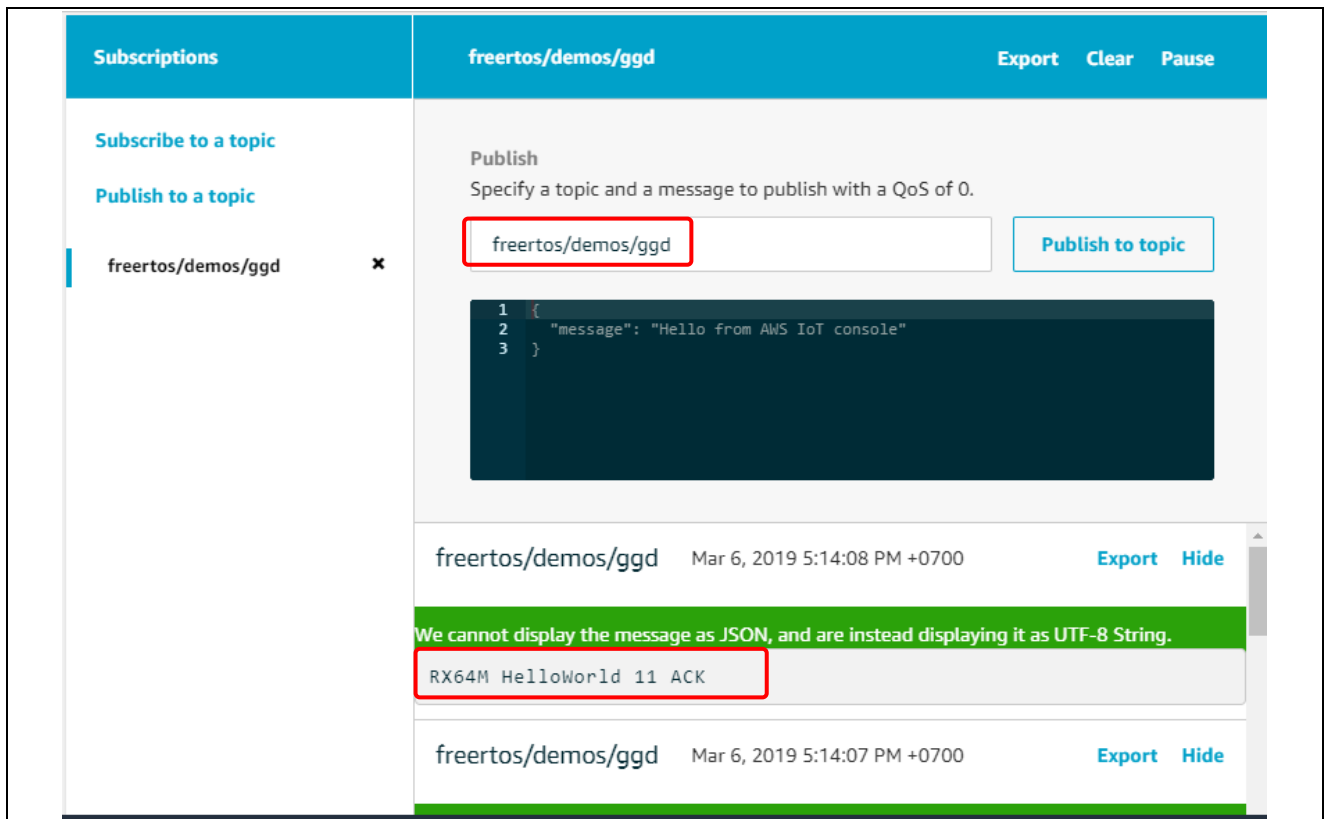 Subscriptions
freertos/demos/ggd
Export Clear Pause
Subscribe to a topic
Publish to a topic
freertos/demos/ggd ×
Publish
Specify a topic and a message to publish with a QoS of 0.
freertos/demos/ggd
Publish to topic
1 {
2 "message": "Hello from AWS IoT console"
3 }
freertos/demos/ggd Mar 6, 2019 5:14:08 PM +0700 Export Hide
We cannot display the message as JSON, and are instead displaying it as UTF-8 String.
RX64M HelloWorld 11 ACK
freertos/demos/ggd Mar 6, 2019 5:14:07 PM +0700 Export Hide